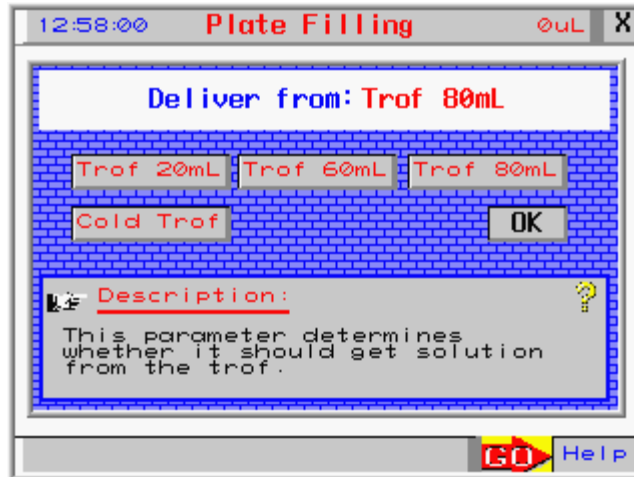 12:58:00 Plate Filling 0uL X
Deliver from: Trof 80mL
Trof 20mL Trof 60mL Trof 80mL
Cold Trof OK
Description: ?
This parameter determines
whether it should get solution
from the trof.
GO Help